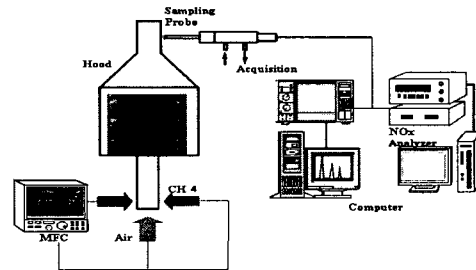 Sampling
Probe
Hood
Acquisition
NOx
Analyzer
CH 4
Computer
MFC
Air